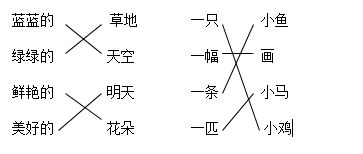 蓝蓝的 草地 一只 小鱼
绿绿的 天空 一幅 画
鲜艳的 明天 一条 小马
美好的 花朵 一匹 小鸡